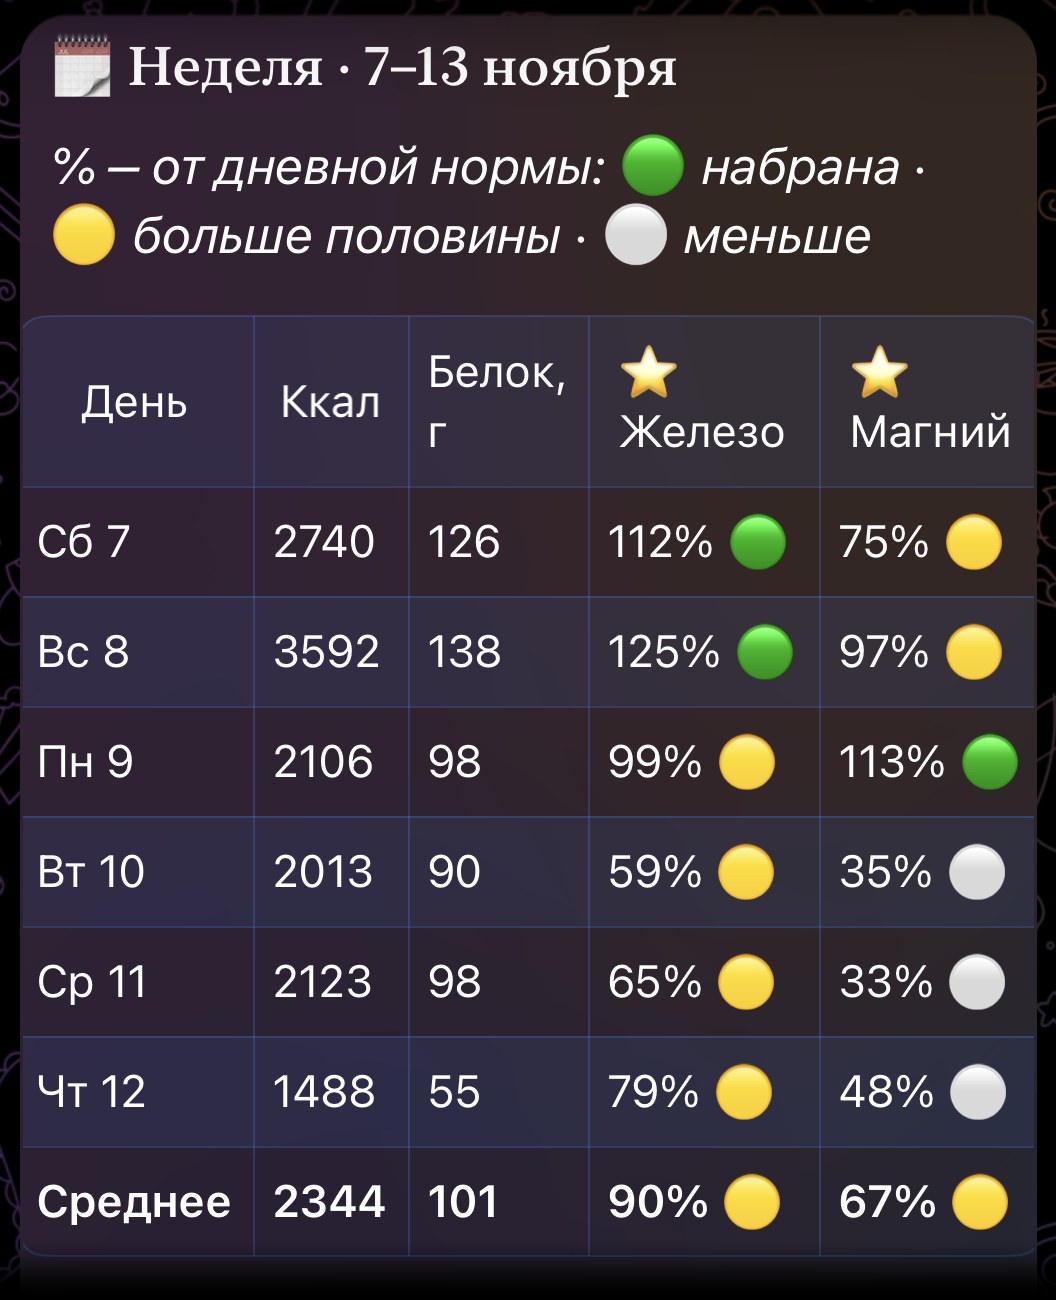 Неделя · 7–13 ноября
% — от дневной нормы: 🟢 набрана ·
🟡 больше половины · ⚪ меньше
День Ккал Белок, г ⭐ Железо ⭐ Магний
Сб 7 2740 126 112% 🟢 75% 🟡
Вс 8 3592 138 125% 🟢 97% 🟡
Пн 9 2106 98 99% 🟡 113% 🟢
Вт 10 2013 90 59% 🟡 35% ⚪
Ср 11 2123 98 65% 🟡 33% ⚪
Чт 12 1488 55 79% 🟡 48% ⚪
Среднее 2344 101 90% 🟡 67% 🟡